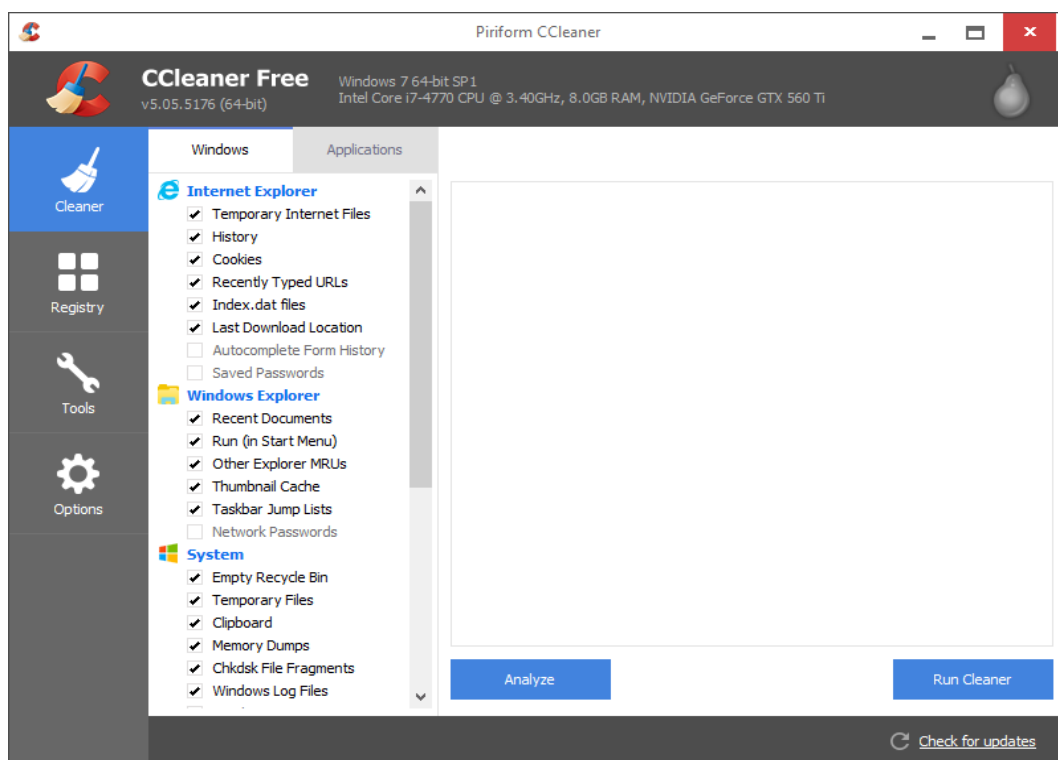 Piriform CCleaner
CCleaner Free
v5.05.5176 (64-bit)
Windows 7 64-bit SP1
Intel Core i7-4770 CPU @ 3.40GHz, 8.0GB RAM, NVIDIA GeForce GTX 560 Ti
Cleaner
Registry
Tools
Options
Windows
Applications
Internet Explorer
Temporary Internet Files
History
Cookies
Recently Typed URLs
Index.dat files
Last Download Location
Autocomplete Form History
Saved Passwords
Windows Explorer
Recent Documents
Run (in Start Menu)
Other Explorer MRUs
Thumbnail Cache
Taskbar Jump Lists
Network Passwords
System
Empty Recycle Bin
Temporary Files
Clipboard
Memory Dumps
Chkdsk File Fragments
Windows Log Files
Analyze
Run Cleaner
Check for updates